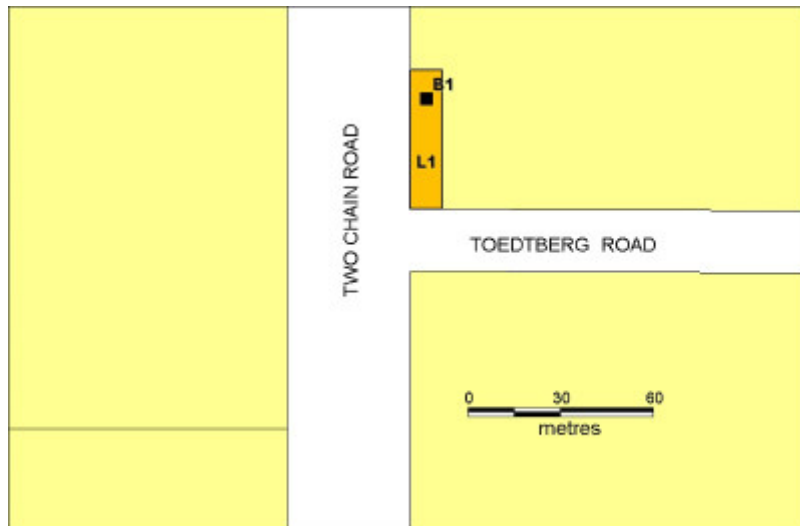 B1
L1
TWO CHAIN ROAD
TOEDTBERG ROAD
0 30 60
metres